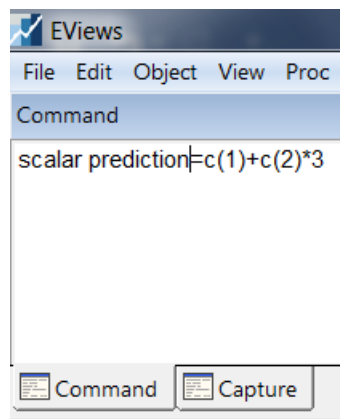 EViews
File Edit Object View Proc
Command
scalar prediction=c(1)+c(2)*3
Command Capture